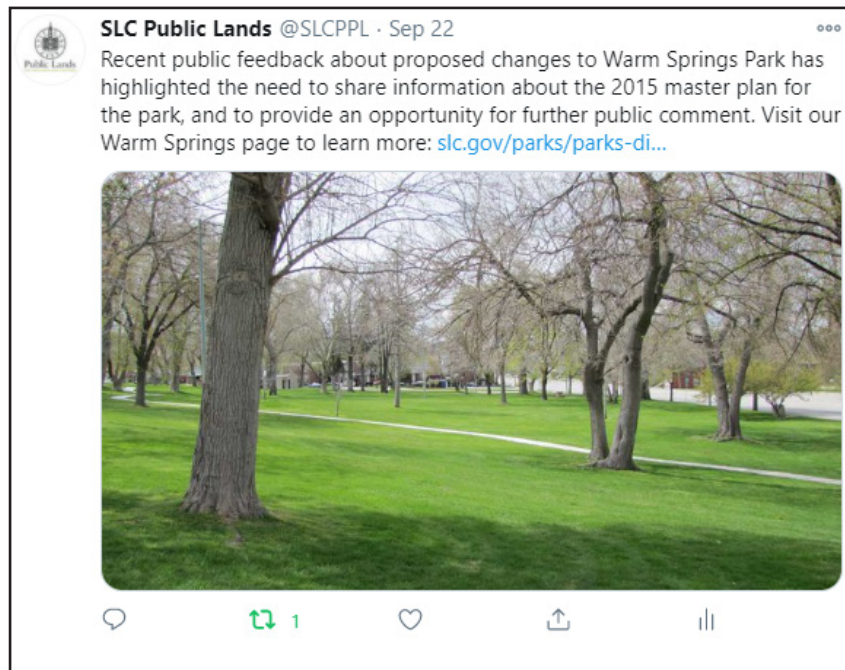 SLC Public Lands @SLCPPL · Sep 22
Recent public feedback about proposed changes to Warm Springs Park has
highlighted the need to share information about the 2015 master plan for
the park, and to provide an opportunity for further public comment. Visit our
Warm Springs page to learn more: slc.gov/parks/parks-di...
Public Lands
1